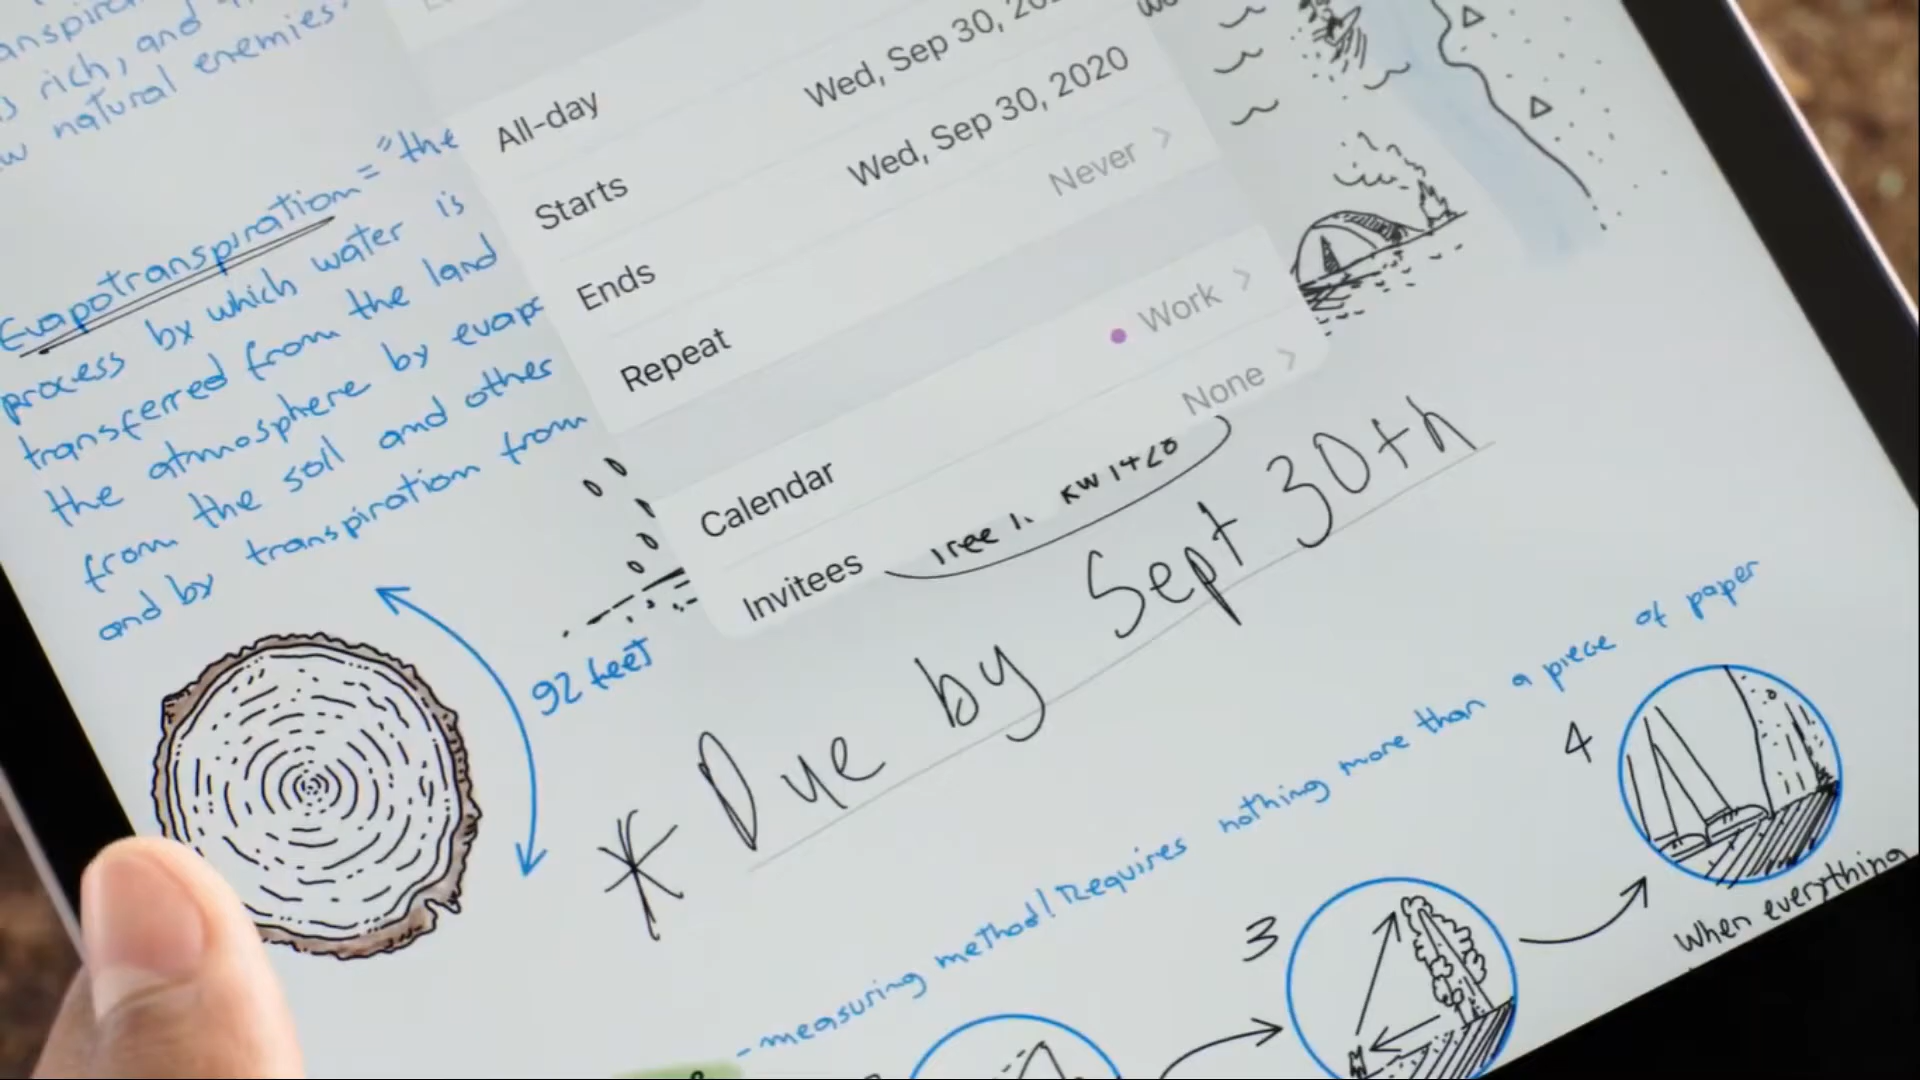 rich, and
natural enemies.
Evapotranspiration = "the
process by which water is
transferred from the land
the atmosphere by
from the soil and other
and by transpiration from
All-day
Starts Wed, Sep 30,
Ends Wed, Sep 30, 2020
Repeat Never
Calendar Work
Invitees None
92 feet
* Due by Sept 30th
- measuring method! Requires nothing more than a piece of paper
3
4
When everything